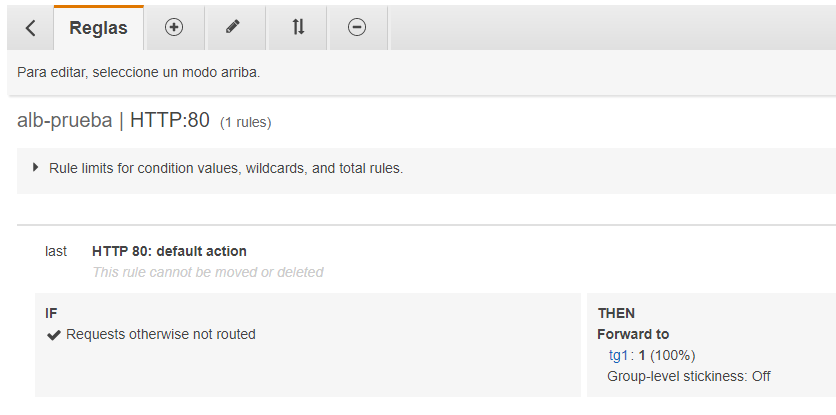 Reglas
Para editar, seleccione un modo arriba.
alb-prueba | HTTP:80 (1 rules)
Rule limits for condition values, wildcards, and total rules.
last HTTP 80: default action
This rule cannot be moved or deleted
IF
Requests otherwise not routed
THEN
Forward to
tg1: 1 (100%)
Group-level stickiness: Off